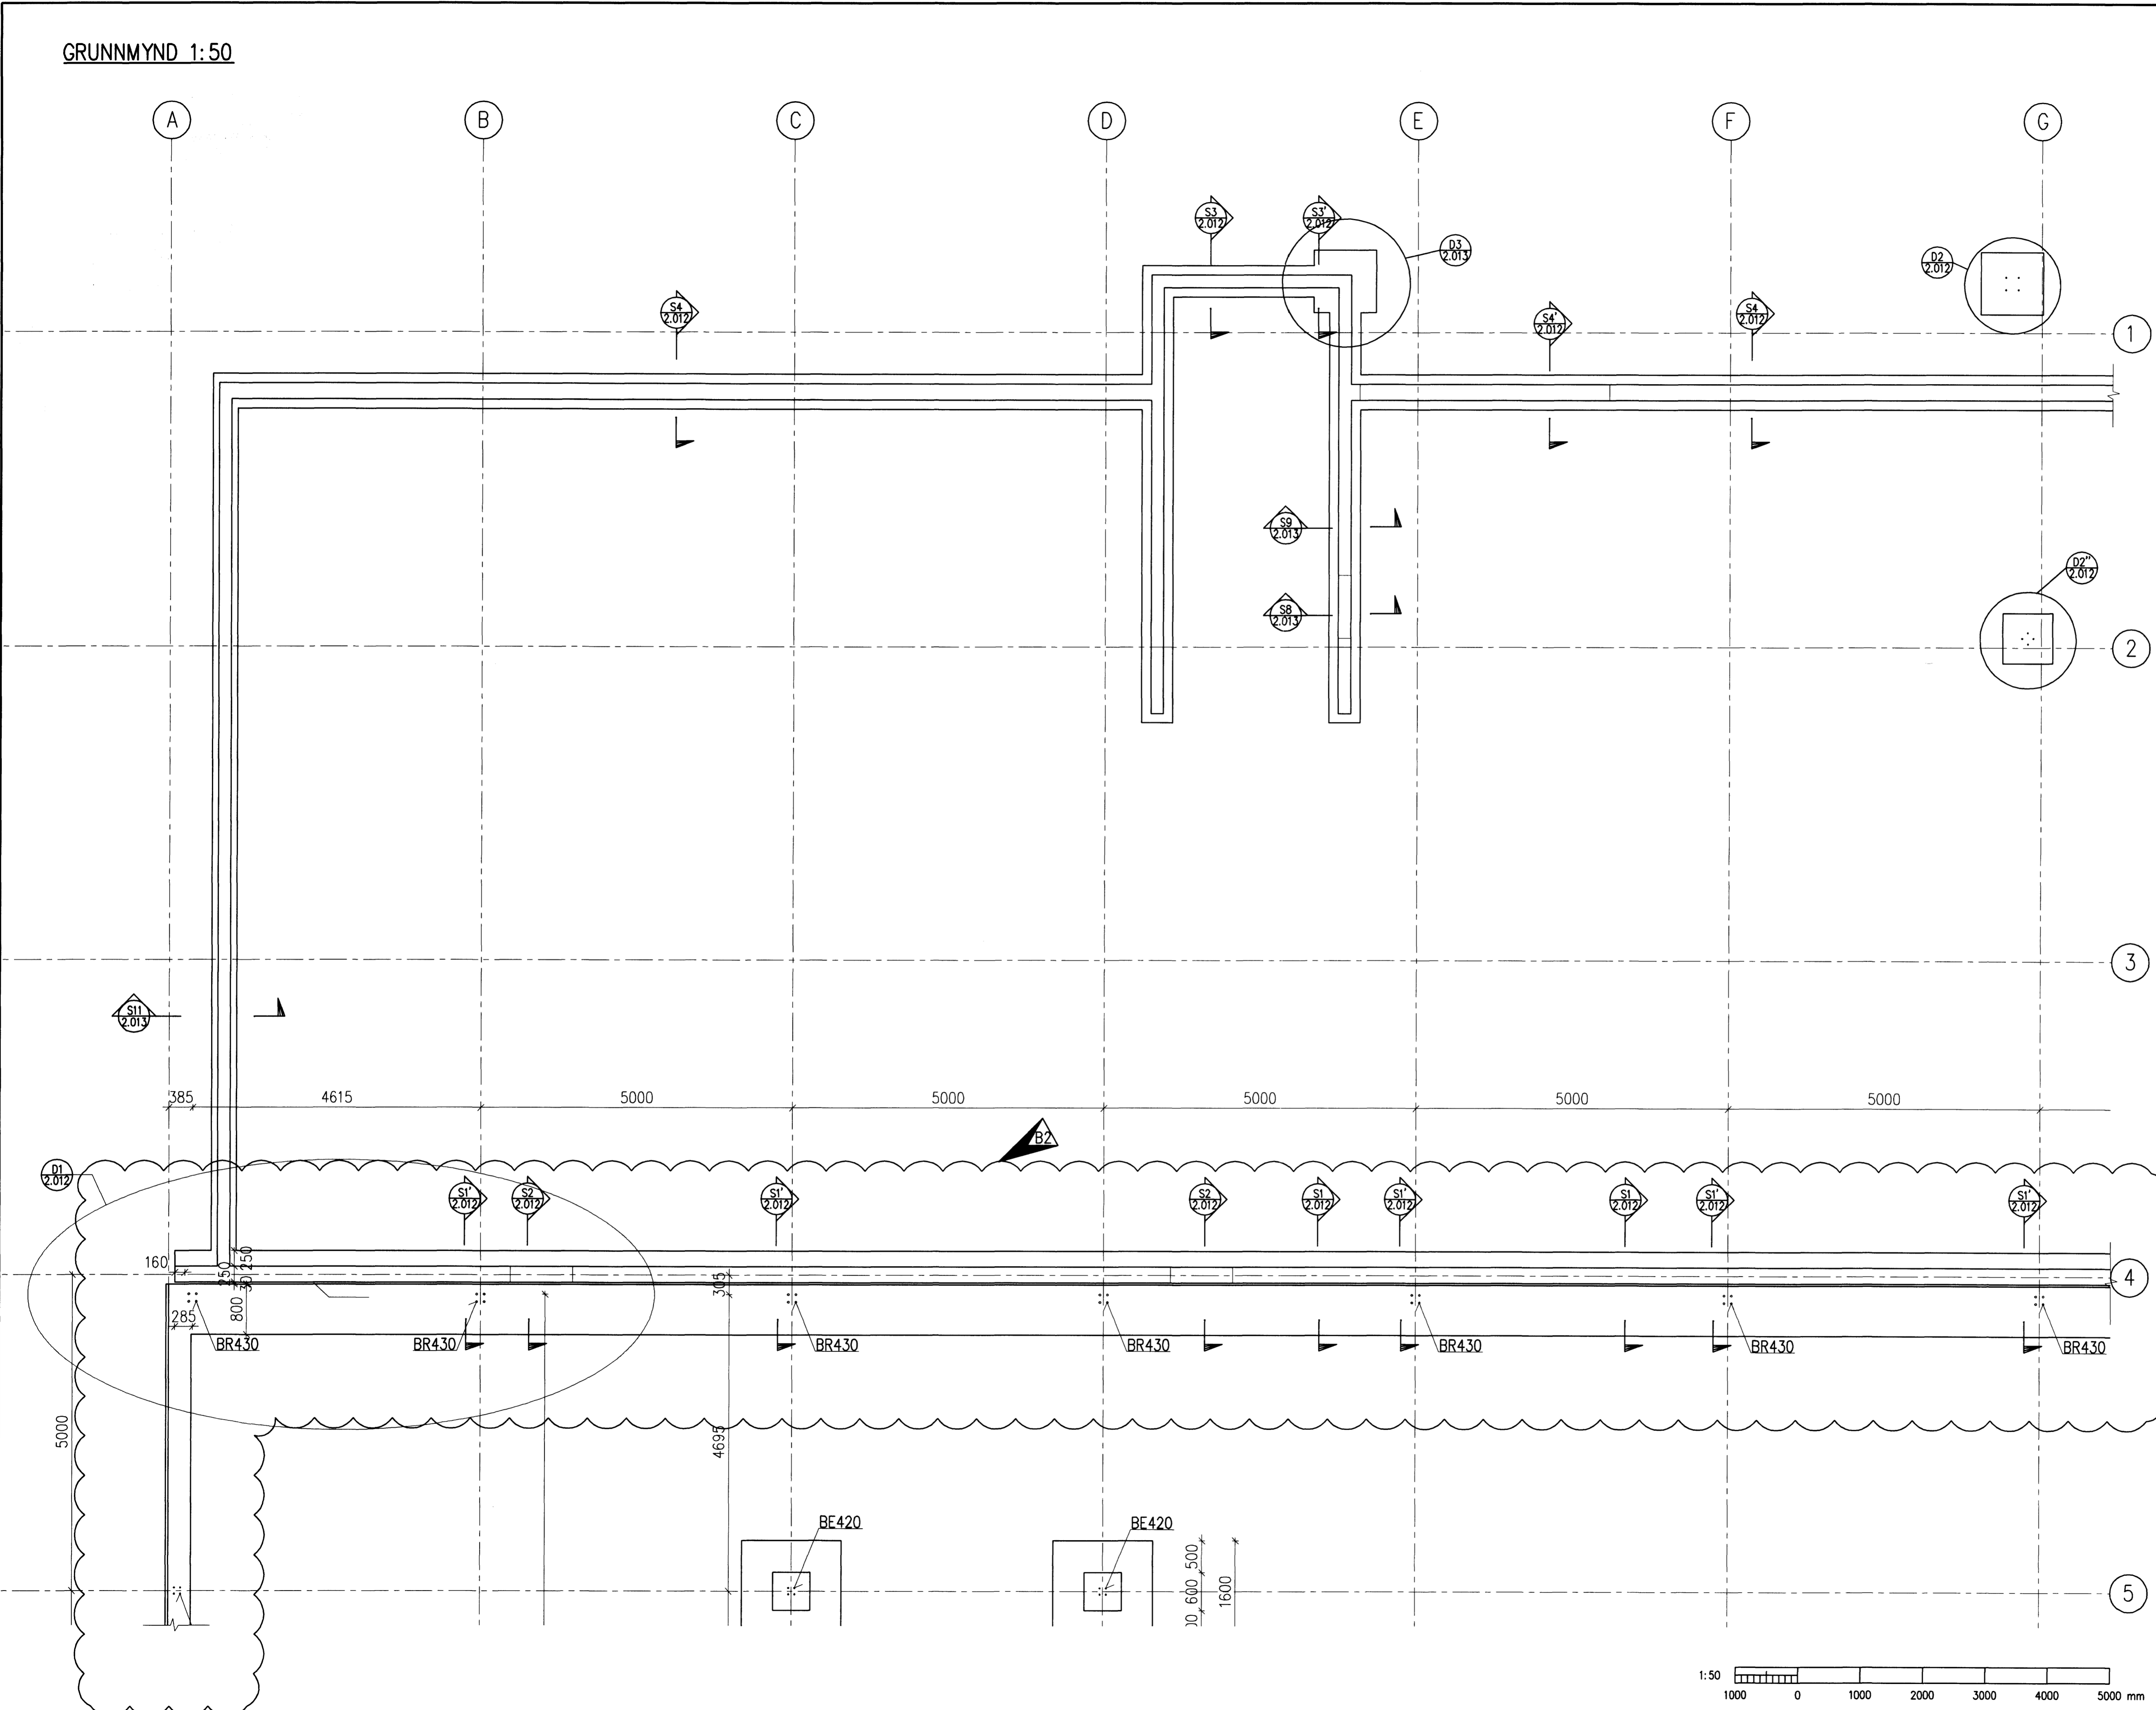 GRUNNMYND 1:50
A
B
C
D
E
F
G
S3
2.012
S3'
2.012
D3
2.013
D2
2.012
S4
2.012
S4'
2.012
S4
2.012
1
S9
2.013
D2''
2.012
S8
2.013
2
3
S11
2.013
385
4615
5000
5000
5000
5000
5000
B2
D1
2.012
S1'
2.012
S2
2.012
S1'
2.012
S2
2.012
S1
2.012
S1'
2.012
S1
2.012
S1'
2.012
S1'
2.012
160
250
250
30
800
305
4
285
BR430
BR430
BR430
BR430
BR430
BR430
BR430
5000
4695
BE420
BE420
500
600
1600
5
1:50
1000
0
1000
2000
3000
4000
5000 mm